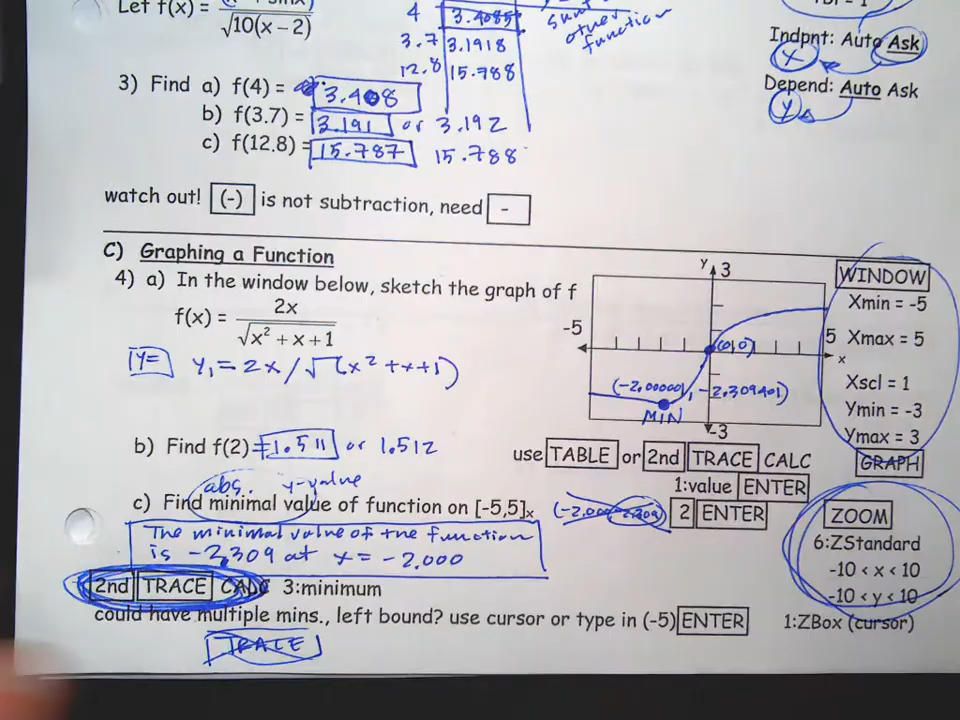 Let f(x) =
√10(x – 2)
4 3.4085
3.7 3.1918
12.8 15.788
other
function
Indpnt: Auto Ask
X
Depend: Auto Ask
Y
3) Find a) f(4) = 3.408
b) f(3.7) = 3.191 or 3.192
c) f(12.8) = 15.787 15.788
watch out! (-) is not subtraction, need -
C) Graphing a Function
4) a) In the window below, sketch the graph of f
f(x) = 2x / √x² + x + 1
Y= Y₁ = 2x/√(x² + x + 1)
y 3
-5 5 x
(0,0)
(-2.000001, -2.309401)
MIN
-3
WINDOW
Xmin = -5
Xmax = 5
Xscl = 1
Ymin = -3
Ymax = 3
GRAPH
b) Find f(2) = 1.511 or 1.512
use TABLE or 2nd TRACE CALC
1:value ENTER
2 ENTER
abs. y-value
c) Find minimal value of function on [-5,5]ₓ (-2.000, -2.309)
The minimal value of the function
is -2.309 at x = -2.000
ZOOM
6:ZStandard
-10 < x < 10
-10 < y < 10
1:ZBox (cursor)
2nd TRACE CALC 3:minimum
could have multiple mins., left bound? use cursor or type in (-5) ENTER
TRACE